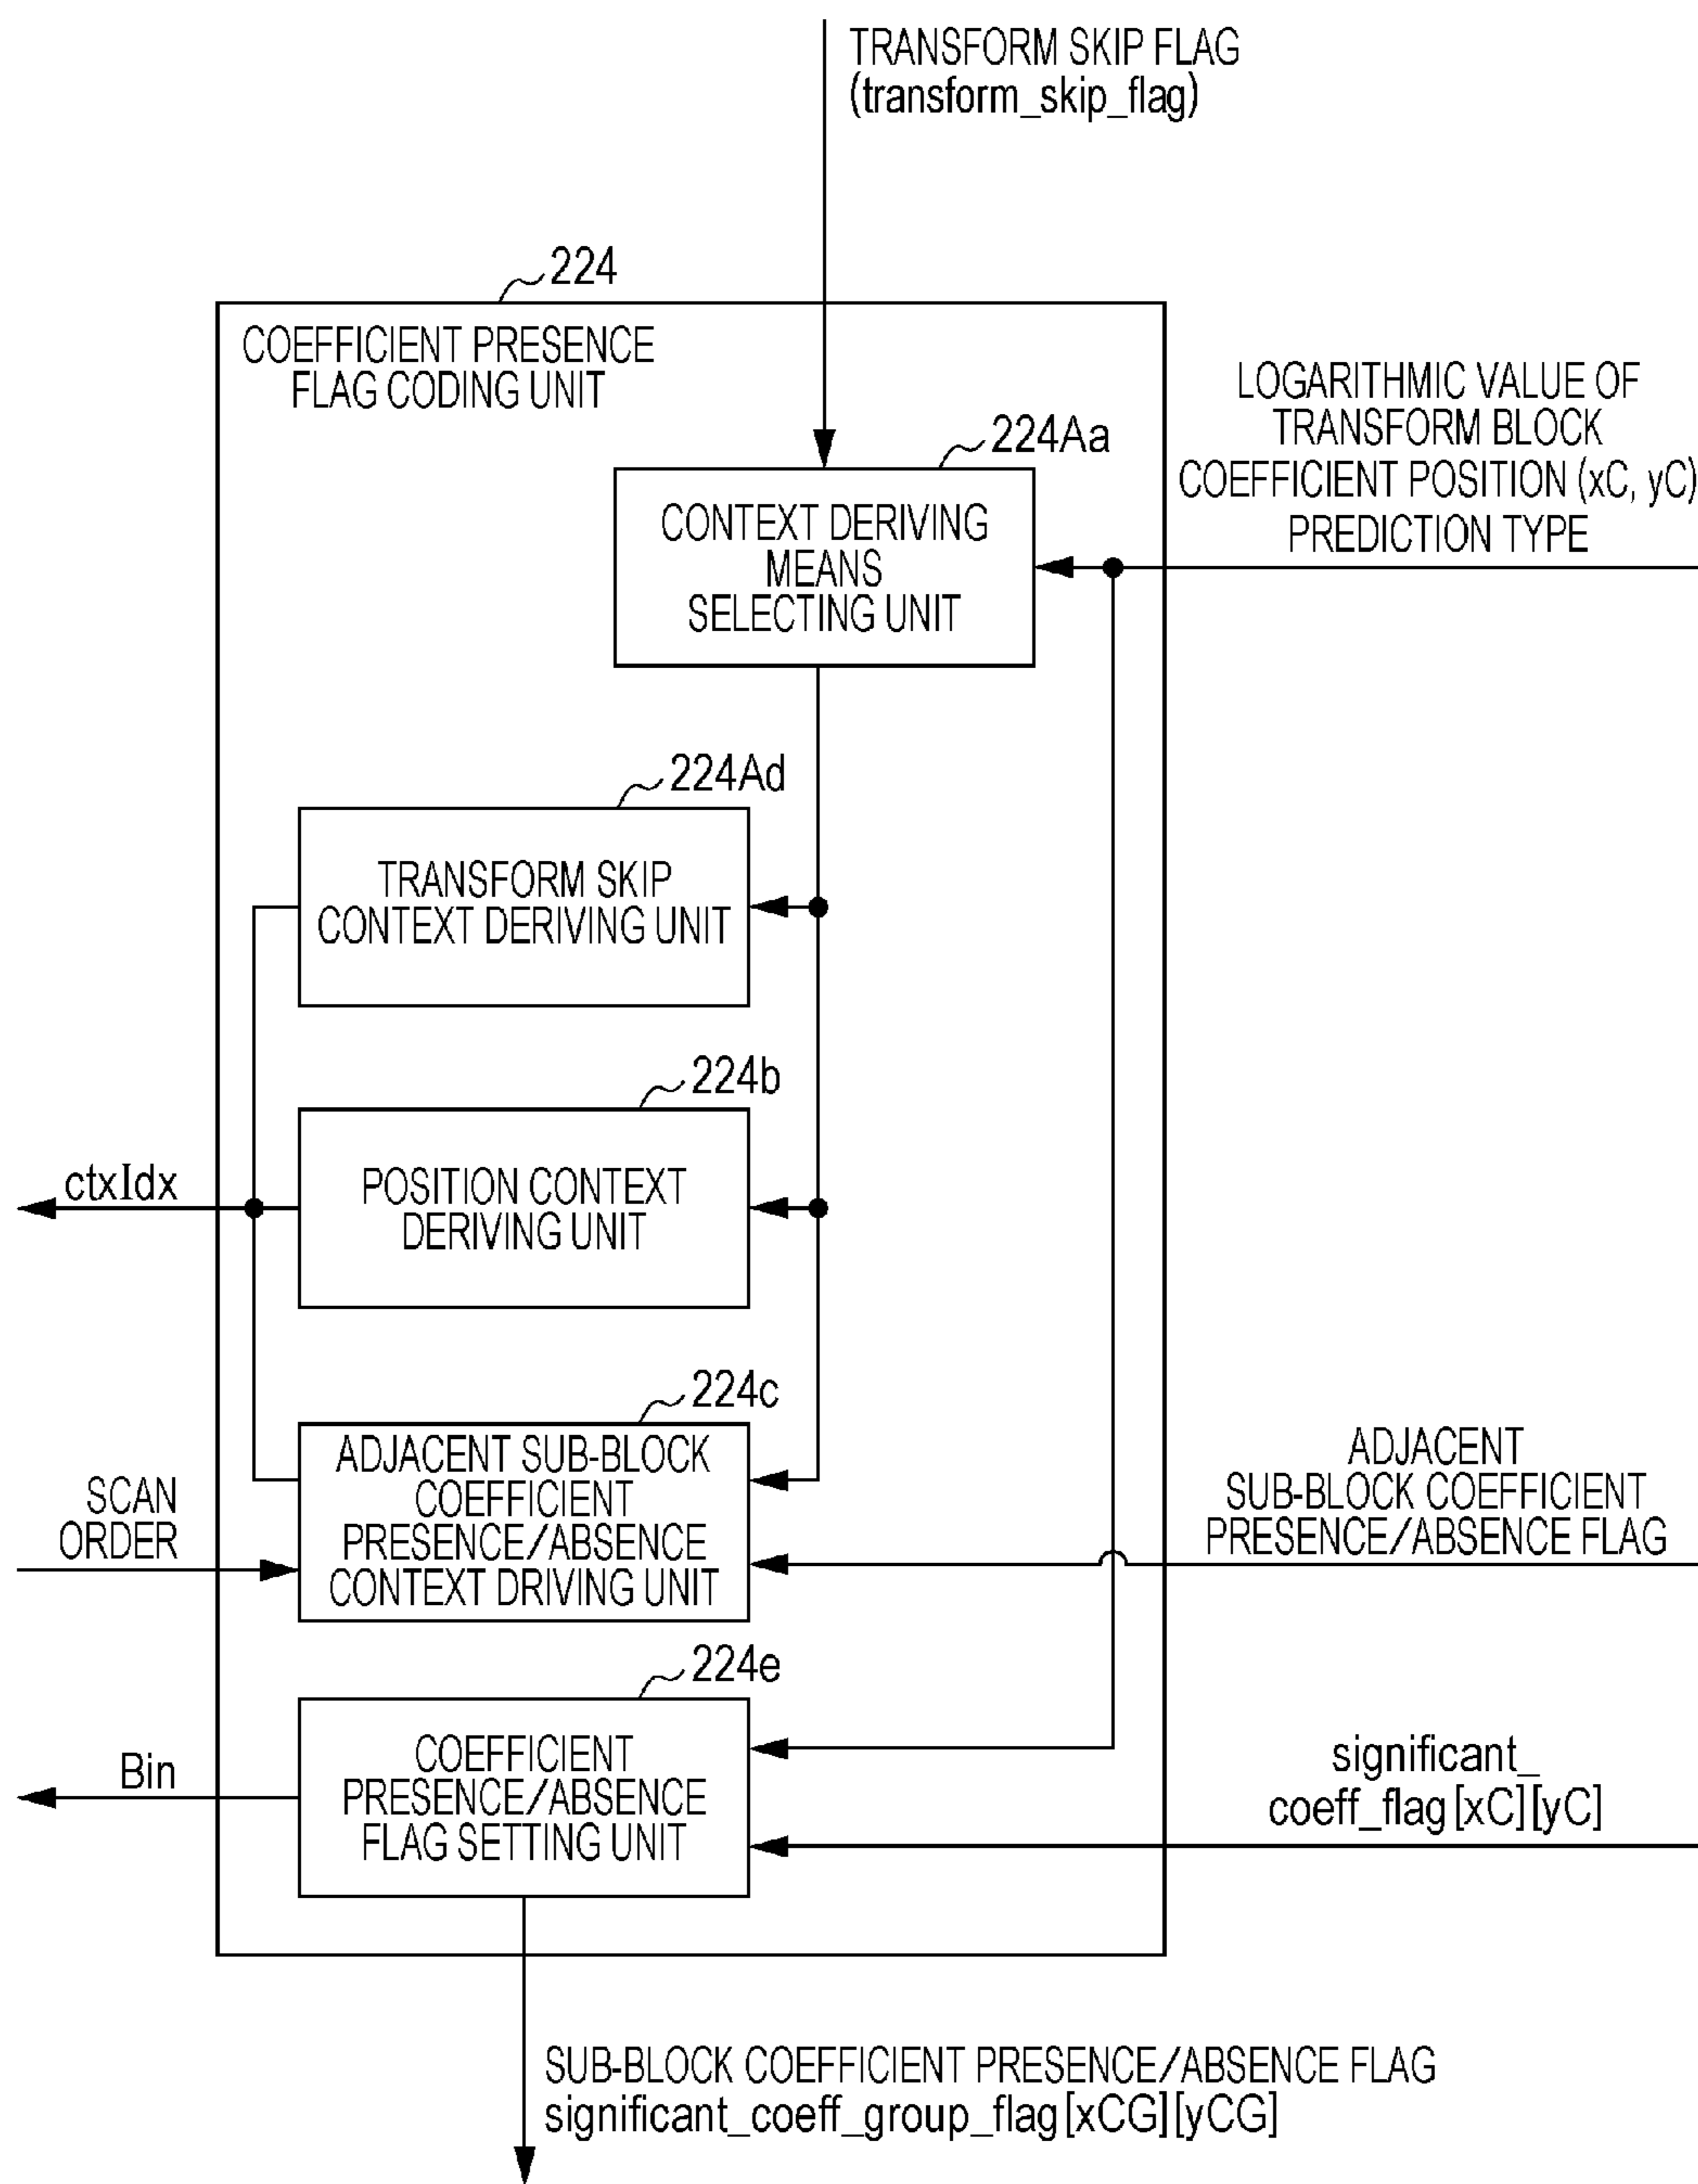 TRANSFORM SKIP FLAG
(transform_skip_flag)
224
COEFFICIENT PRESENCE
FLAG CODING UNIT
LOGARITHMIC VALUE OF
TRANSFORM BLOCK
COEFFICIENT POSITION (xC, yC)
PREDICTION TYPE
224Aa
CONTEXT DERIVING
MEANS
SELECTING UNIT
224Ad
TRANSFORM SKIP
CONTEXT DERIVING UNIT
224b
POSITION CONTEXT
DERIVING UNIT
ctxIdx
224c
ADJACENT SUB-BLOCK
COEFFICIENT
PRESENCE/ABSENCE
CONTEXT DRIVING UNIT
SCAN
ORDER
ADJACENT
SUB-BLOCK COEFFICIENT
PRESENCE/ABSENCE FLAG
224e
COEFFICIENT
PRESENCE/ABSENCE
FLAG SETTING UNIT
Bin
significant_
coeff_flag[xC][yC]
SUB-BLOCK COEFFICIENT PRESENCE/ABSENCE FLAG
significant_coeff_group_flag[xCG][yCG]